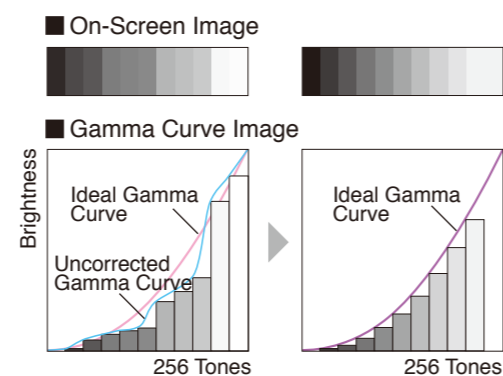 ■ On-Screen Image
■ Gamma Curve Image
Brightness
Ideal Gamma
Curve
Uncorrected
Gamma Curve
256 Tones
Ideal Gamma
Curve
256 Tones